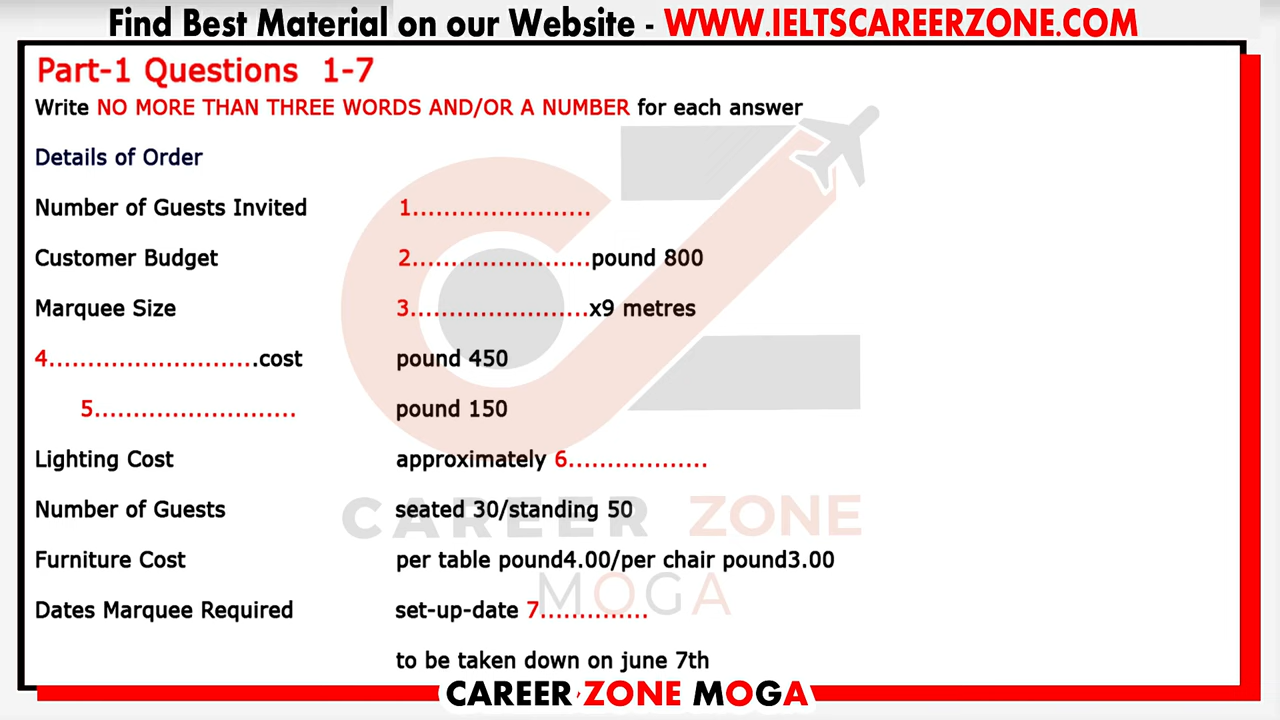 Find Best Material on our Website - WWW.IELTSCAREERZONE.COM
Part-1 Questions 1-7
Write NO MORE THAN THREE WORDS AND/OR A NUMBER for each answer
Details of Order
Number of Guests Invited 1.......................
Customer Budget 2.......................pound 800
Marquee Size 3.......................x9 metres
4...........................cost pound 450
5.......................... pound 150
Lighting Cost approximately 6..................
Number of Guests seated 30/standing 50
Furniture Cost per table pound4.00/per chair pound3.00
Dates Marquee Required set-up-date 7..............
to be taken down on june 7th
CAREER ZONE
MOGA
CAREER ZONE MOGA